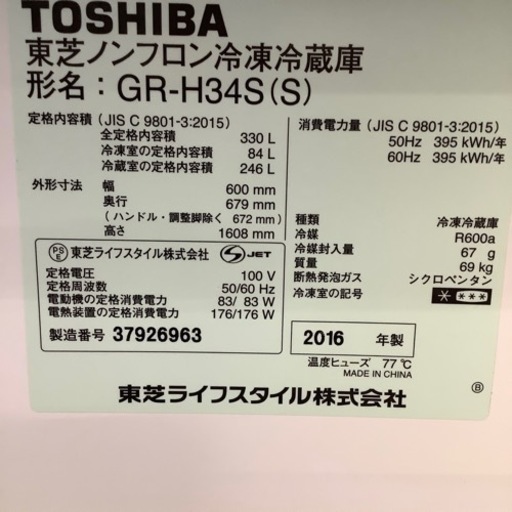 TOSHIBA
東芝ノンフロン冷凍冷蔵庫
形名：GR-H34S(S)
定格内容積 (JIS C 9801-3:2015)
全定格内容積 330 L
冷凍室の定格内容積 84 L
冷蔵室の定格内容積 246 L
外形寸法 幅 600 mm
奥行 679 mm
(ハンドル・調整脚除く 672 mm)
高さ 1608 mm
消費電力量 (JIS C 9801-3:2015)
50Hz 395 kWh/年
60Hz 395 kWh/年
種類 冷凍冷蔵庫
冷媒 R600a
冷媒封入量 67 g
質量 69 kg
断熱発泡ガス シクロペンタン
冷凍室の記号
PS E 東芝ライフスタイル株式会社 JET
定格電圧 100 V
定格周波数 50/60 Hz
電動機の定格消費電力 83/ 83 W
電熱装置の定格消費電力 176/176 W
製造番号 37926963
2016 年製
温度ヒューズ 77℃
MADE IN CHINA
Ⓑ
東芝ライフスタイル株式会社